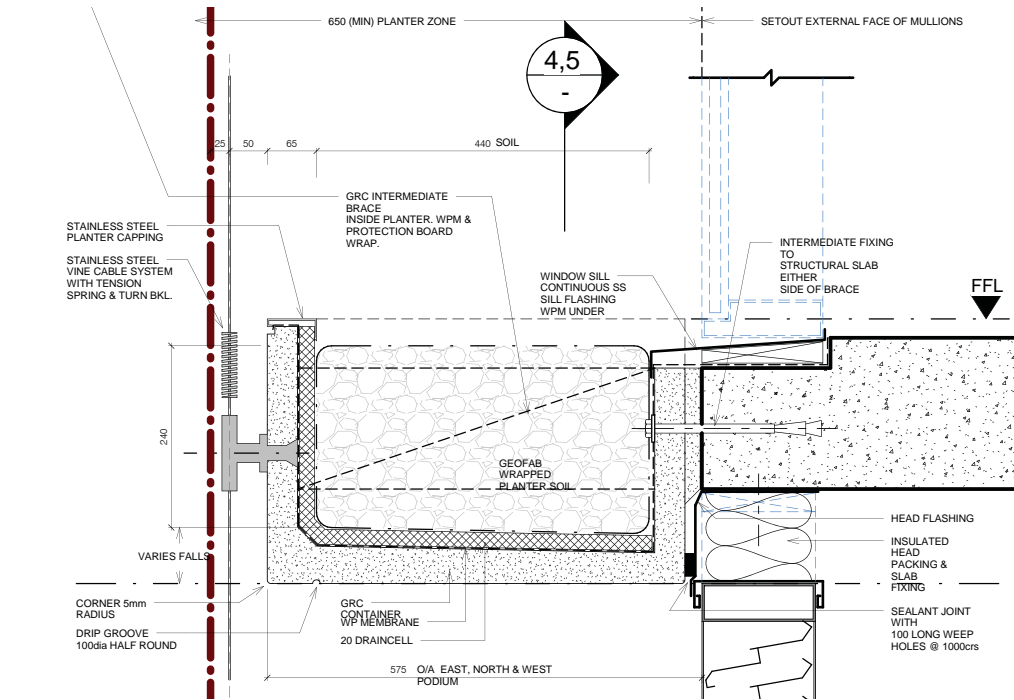 650 (MIN) PLANTER ZONE
SETOUT EXTERNAL FACE OF MULLIONS
4,5
-
25
50
65
440 SOIL
GRC INTERMEDIATE
BRACE
INSIDE PLANTER. WPM &
PROTECTION BOARD
WRAP.
STAINLESS STEEL
PLANTER CAPPING
STAINLESS STEEL
VINE CABLE SYSTEM
WITH TENSION
SPRING & TURN BKL.
WINDOW SILL
CONTINUOUS SS
SILL FLASHING
WPM UNDER
INTERMEDIATE FIXING
TO
STRUCTURAL SLAB
EITHER
SIDE OF BRACE
FFL
240
GEOFAB
WRAPPED
PLANTER SOIL
VARIES FALLS
HEAD FLASHING
INSULATED
HEAD
PACKING &
SLAB
FIXING
CORNER 5mm
RADIUS
DRIP GROOVE
100dia HALF ROUND
GRC
CONTAINER
WP MEMBRANE
20 DRAINCELL
SEALANT JOINT
WITH
100 LONG WEEP
HOLES @ 1000crs
575 O/A EAST, NORTH & WEST
PODIUM